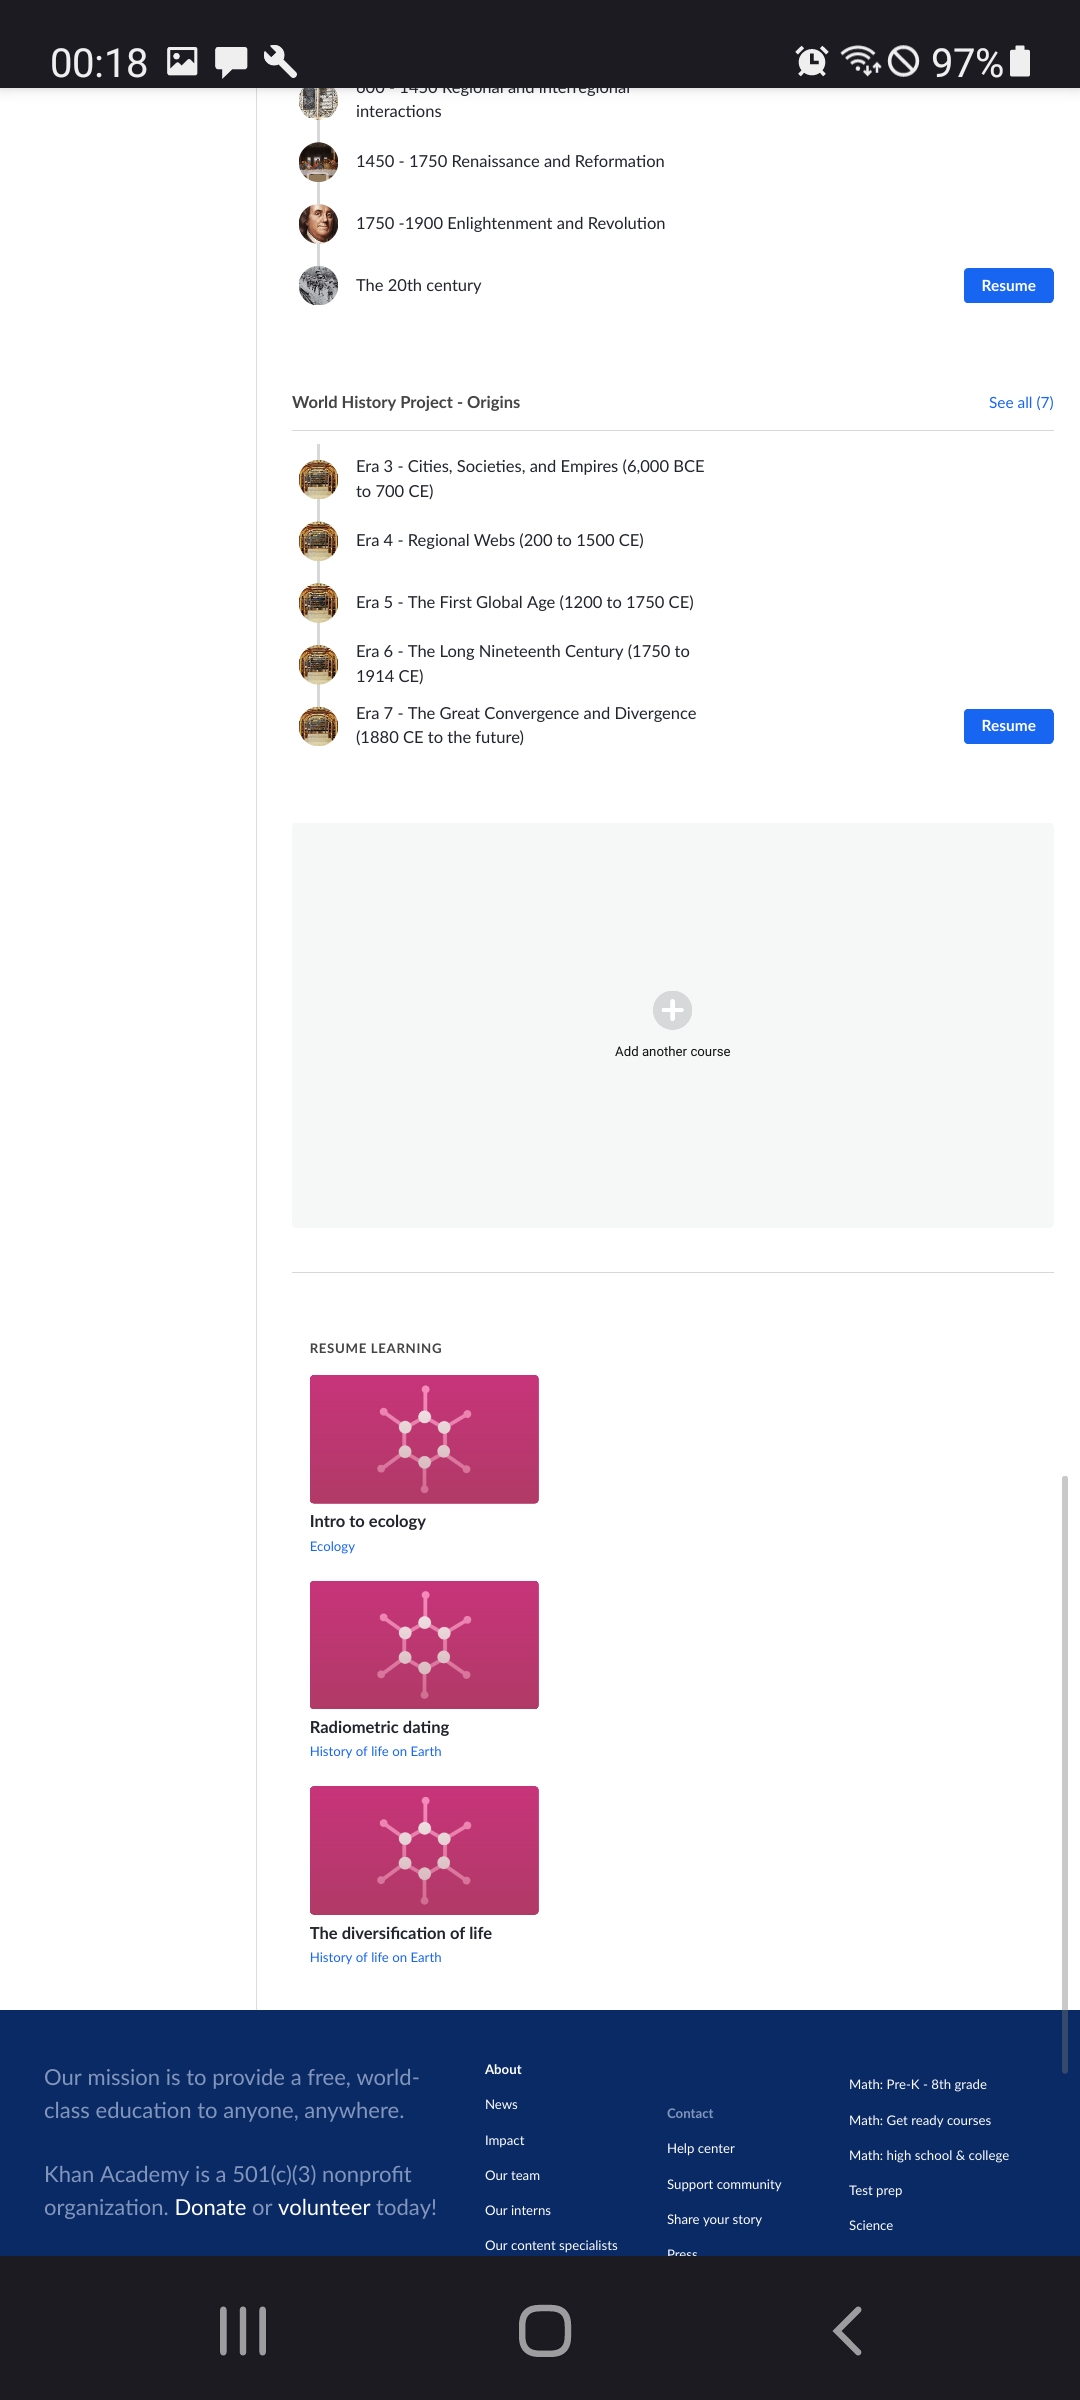 00:18
97%
600 - 1450 Regional and interregional
interactions
1450 - 1750 Renaissance and Reformation
1750 -1900 Enlightenment and Revolution
The 20th century
Resume
World History Project - Origins
See all (7)
Era 3 - Cities, Societies, and Empires (6,000 BCE
to 700 CE)
Era 4 - Regional Webs (200 to 1500 CE)
Era 5 - The First Global Age (1200 to 1750 CE)
Era 6 - The Long Nineteenth Century (1750 to
1914 CE)
Era 7 - The Great Convergence and Divergence
(1880 CE to the future)
Resume
Add another course
RESUME LEARNING
Intro to ecology
Ecology
Radiometric dating
History of life on Earth
The diversification of life
History of life on Earth
Our mission is to provide a free, world-
class education to anyone, anywhere.
Khan Academy is a 501(c)(3) nonprofit
organization. Donate or volunteer today!
About
News
Impact
Our team
Our interns
Our content specialists
Contact
Help center
Support community
Share your story
Press
Math: Pre-K - 8th grade
Math: Get ready courses
Math: high school & college
Test prep
Science